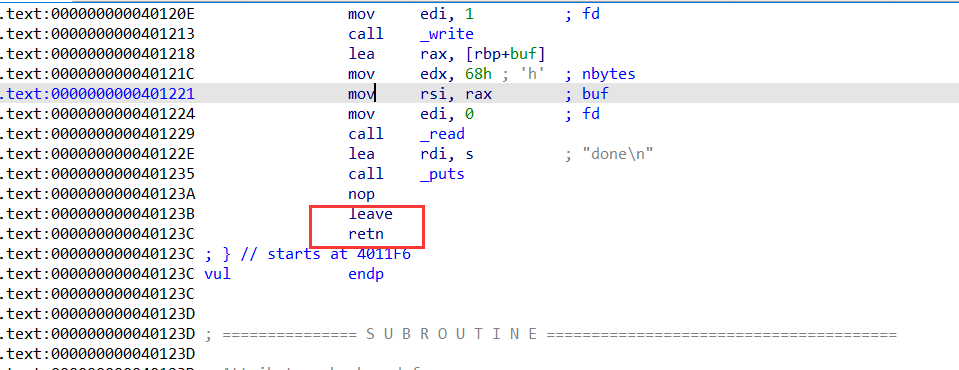 .text:000000000040120E mov edi, 1 ; fd
.text:0000000000401213 call _write
.text:0000000000401218 lea rax, [rbp+buf]
.text:000000000040121C mov edx, 68h ; 'h' ; nbytes
.text:0000000000401221 mov rsi, rax ; buf
.text:0000000000401224 mov edi, 0 ; fd
.text:0000000000401229 call _read
.text:000000000040122E lea rdi, s ; "done\n"
.text:0000000000401235 call _puts
.text:000000000040123A nop
.text:000000000040123B leave
.text:000000000040123C retn
.text:000000000040123C ; } // starts at 4011F6
.text:000000000040123C vul endp
.text:000000000040123C
.text:000000000040123D
.text:000000000040123D ; =============== S U B R O U T I N E =======================================
.text:000000000040123D